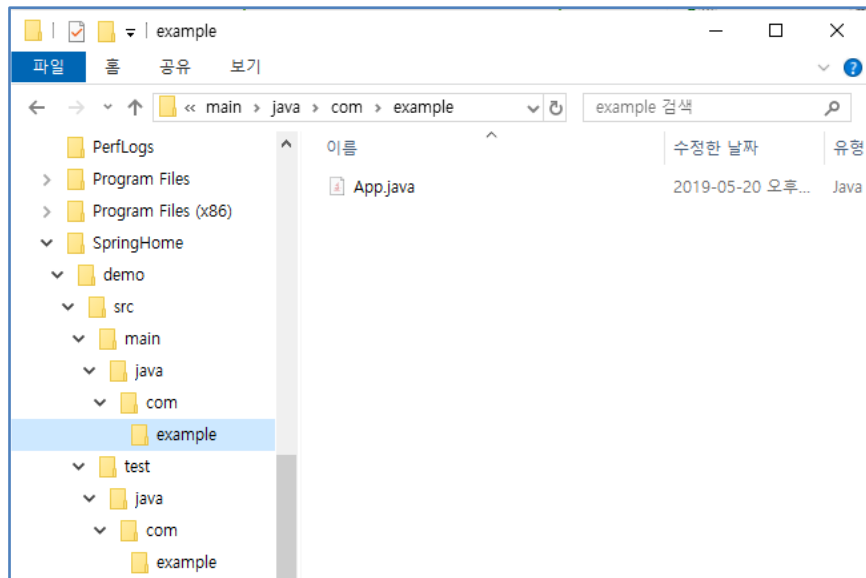 example
파일 홈 공유 보기
« main > java > com > example
example 검색
PerfLogs
Program Files
Program Files (x86)
SpringHome
demo
src
main
java
com
example
test
java
com
example
이름 수정한 날짜 유형
App.java 2019-05-20 오후... Java